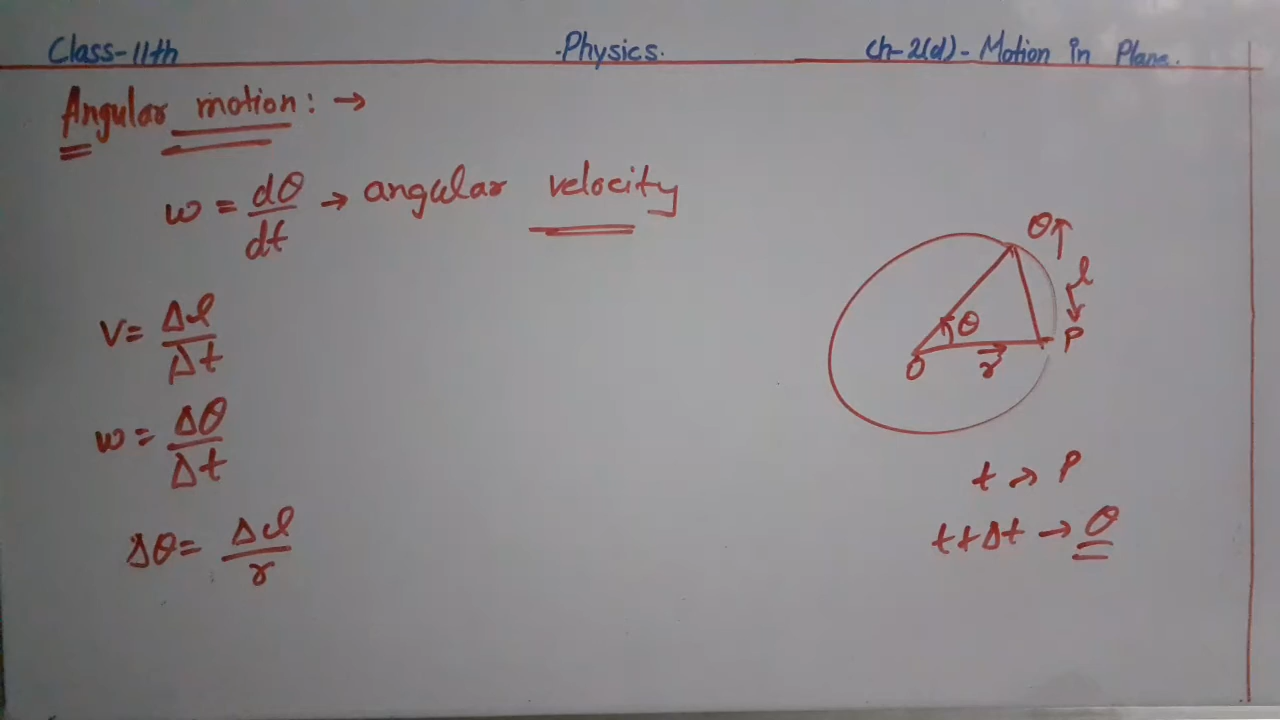 Class-11th Physics. Ch-2(d)- Motion in Plane.
Angular motion: →
w = dθ/dt → angular velocity
V= Δl/Δt
w= Δθ/Δt
Δθ= Δl/r
θ↑
l
θ
P
O
r
t → P
t+Δt → θ